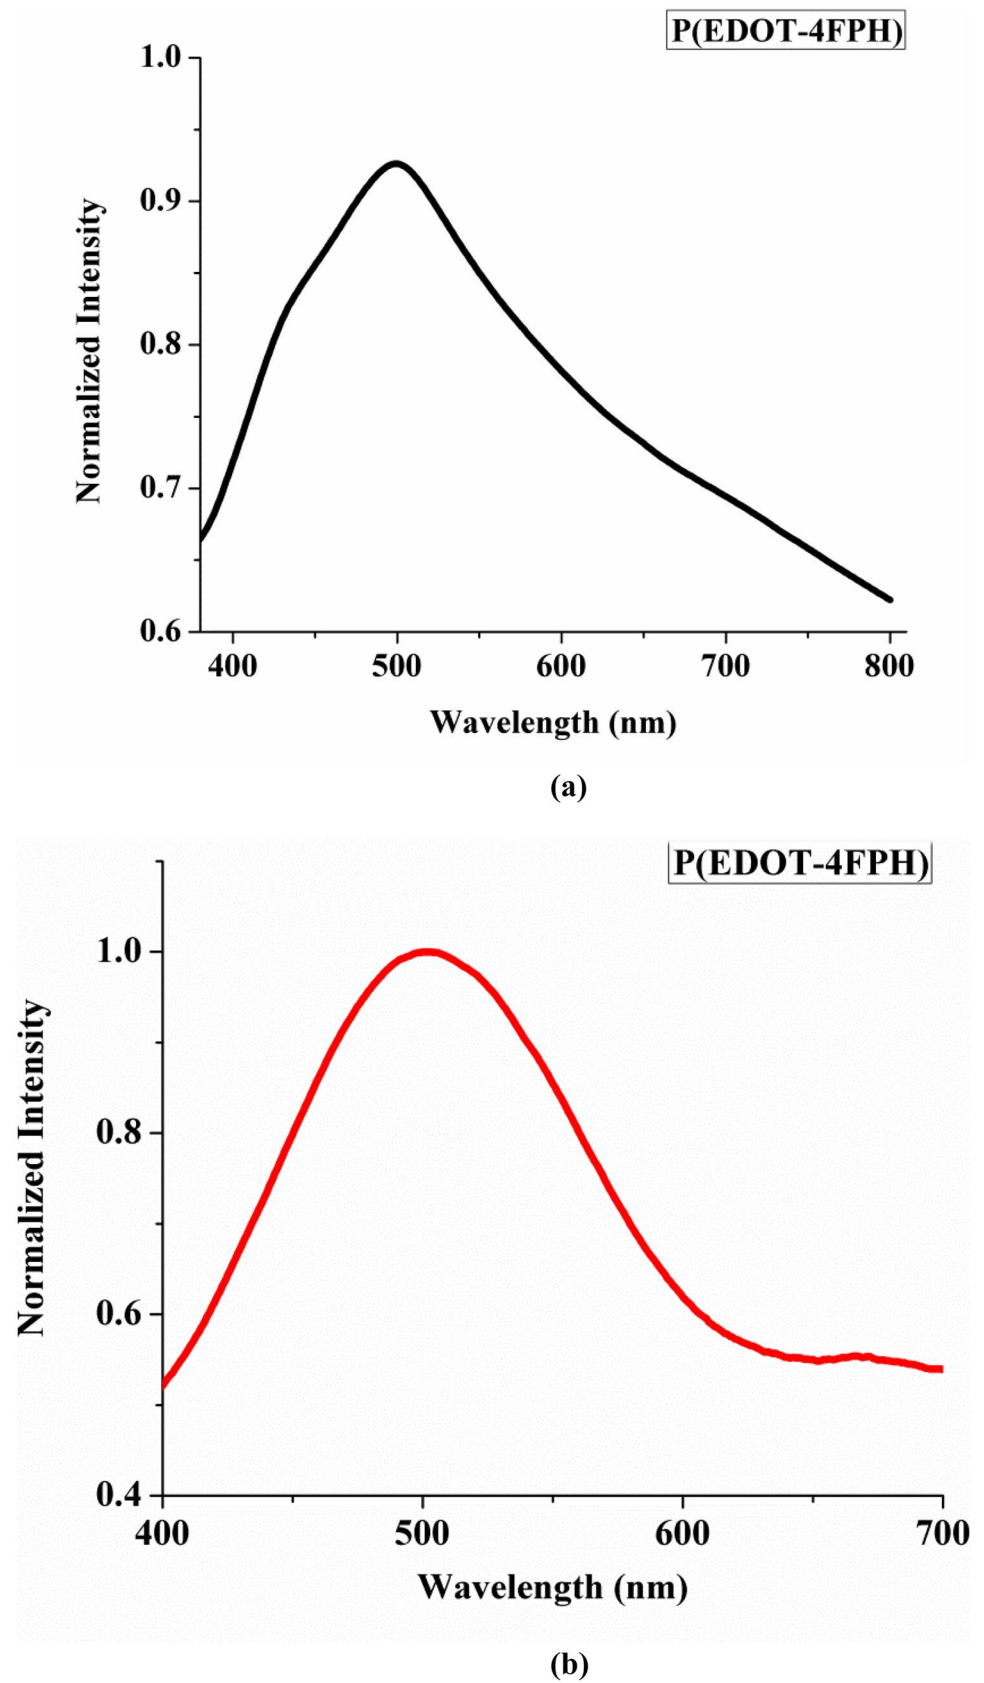 P(EDOT-4FPH)
1.0
0.9
0.8
0.7
0.6
Normalized Intensity
400 500 600 700 800
Wavelength (nm)
(a)
P(EDOT-4FPH)
1.0
0.8
0.6
0.4
Normalized Intensity
400 500 600 700
Wavelength (nm)
(b)